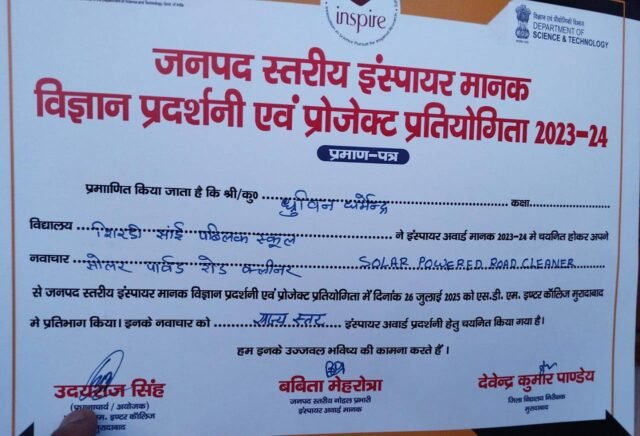 inspire
विज्ञान एवं प्रौद्योगिकी विभाग
DEPARTMENT OF
SCIENCE & TECHNOLOGY
जनपद स्तरीय इंस्पायर मानक
विज्ञान प्रदर्शनी एवं प्रोजेक्ट प्रतियोगिता 2023-24
प्रमाण-पत्र
प्रमाणित किया जाता है कि श्री/कु० ध्रुविन धर्मेन्द्र कक्षा
विद्यालय शिरडी साई पब्लिक स्कूल ने इंस्पायर अवार्ड मानक 2023-24 मे चयनित होकर अपने
नवाचार सोलर पावर्ड रोड क्लीनर SOLAR POWERED ROAD CLEANER
से जनपद स्तरीय इंस्पायर मानक विज्ञान प्रदर्शनी एवं प्रोजेक्ट प्रतियोगिता में दिनांक 26 जुलाई 2025 को एस.डी. एम. इण्टर कॉलिज मुरादाबाद
मे प्रतिभाग किया। इनके नवाचार को राज्य स्तर इंस्पायर अवार्ड प्रदर्शनी हेतु चयनित किया गया है।
हम इनके उज्जवल भविष्य की कामना करते हैं ।
उदयराज सिंह
(प्रधानाचार्य / आयोजक)
एम. इण्टर कॉलिज
मुरादाबाद
बबिता मेहरोत्रा
जनपद स्तरीय नोडल प्रभारी
इंस्पायर अवार्ड मानक
देवेन्द्र कुमार पाण्डेय
जिला विद्यालय निरीक्षक
मुरादाबाद